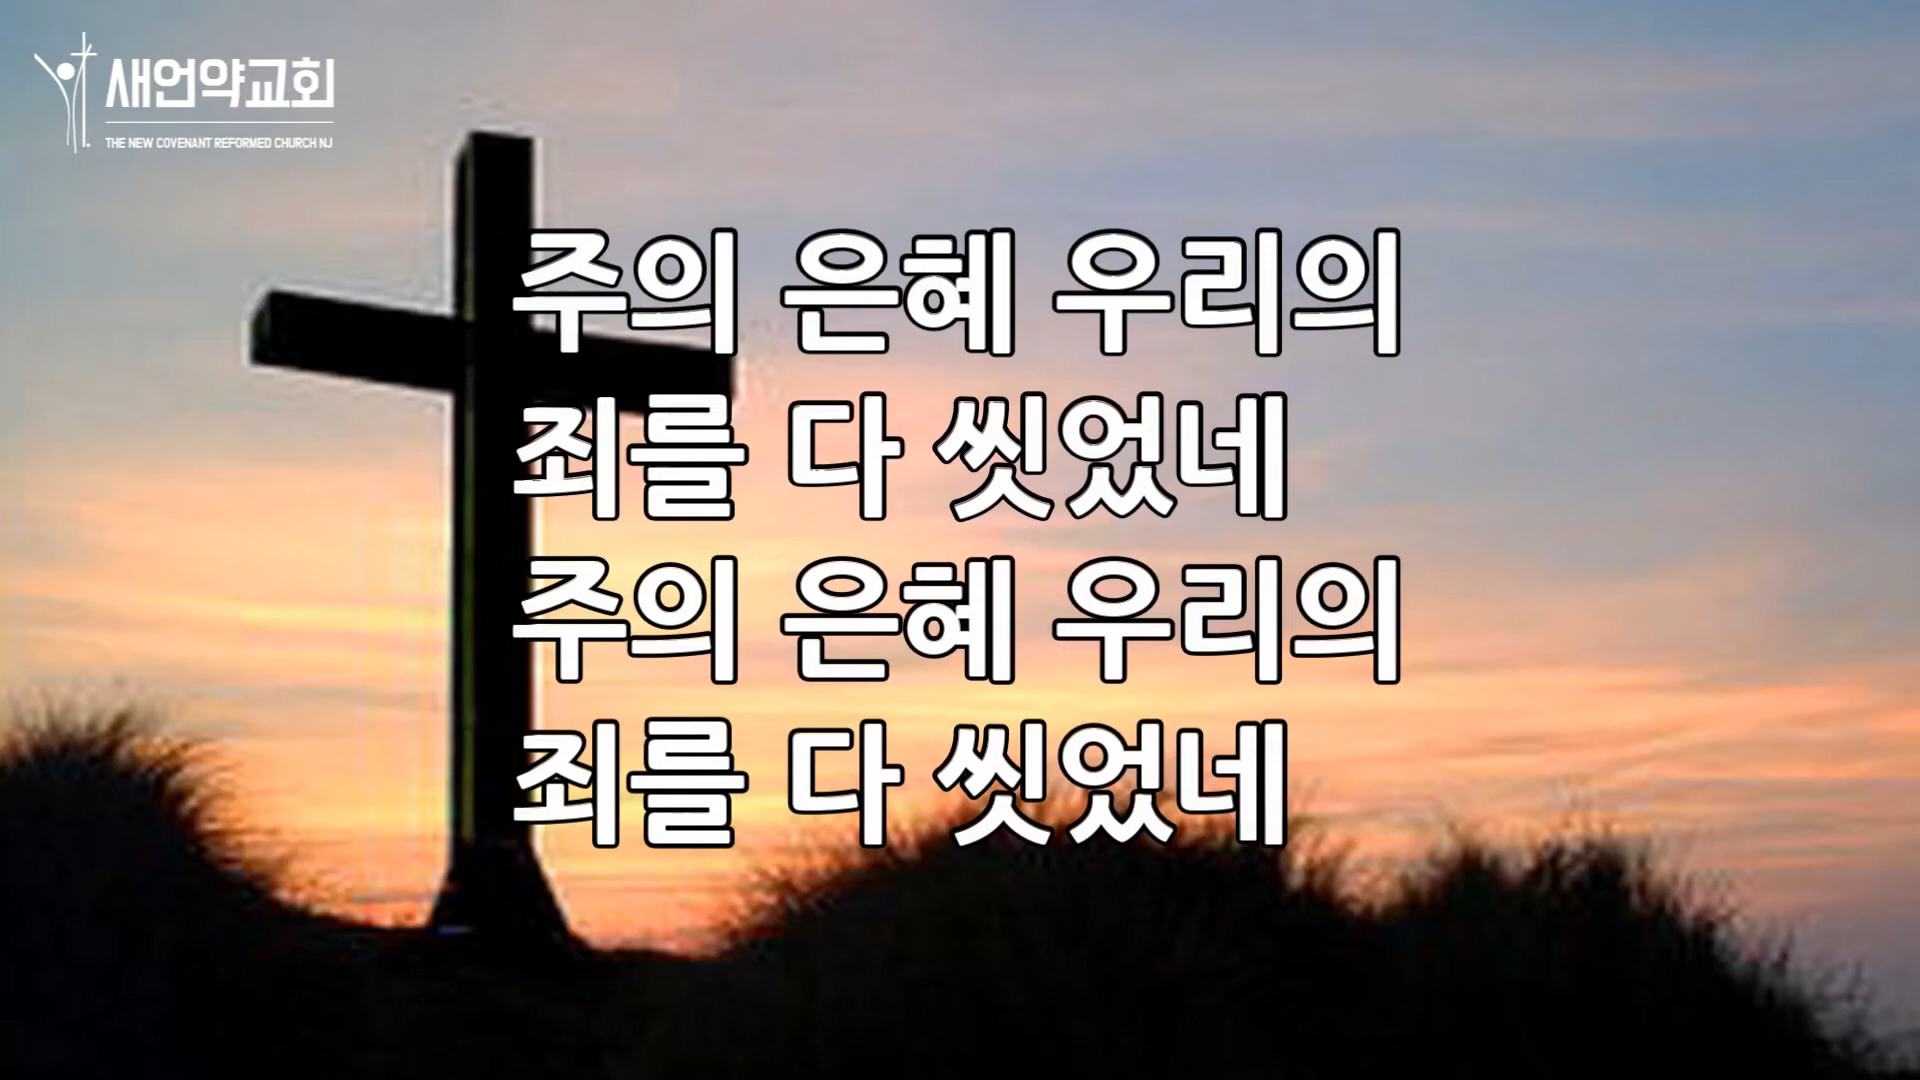 새언약교회
THE NEW COVENANT REFORMED CHURCH NJ
주의 은혜 우리의
죄를 다 씻었네
주의 은혜 우리의
죄를 다 씻었네